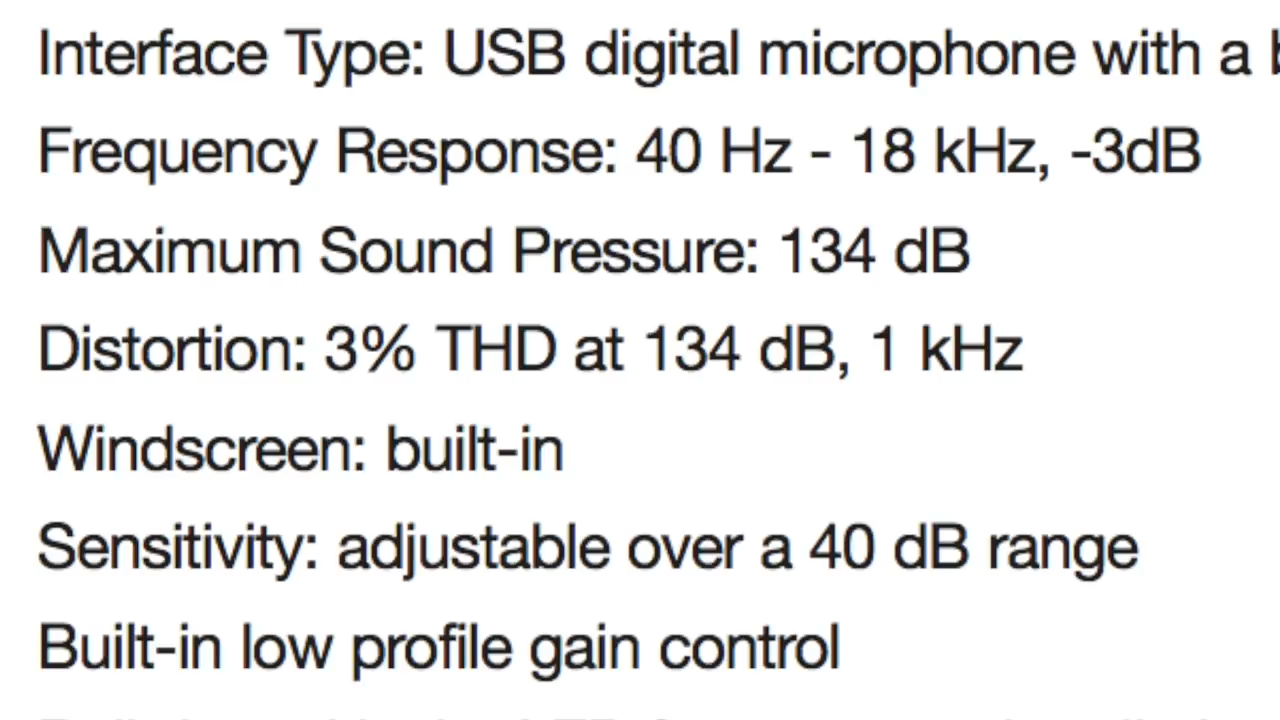 Interface Type: USB digital microphone with a
Frequency Response: 40 Hz - 18 kHz, -3dB
Maximum Sound Pressure: 134 dB
Distortion: 3% THD at 134 dB, 1 kHz
Windscreen: built-in
Sensitivity: adjustable over a 40 dB range
Built-in low profile gain control